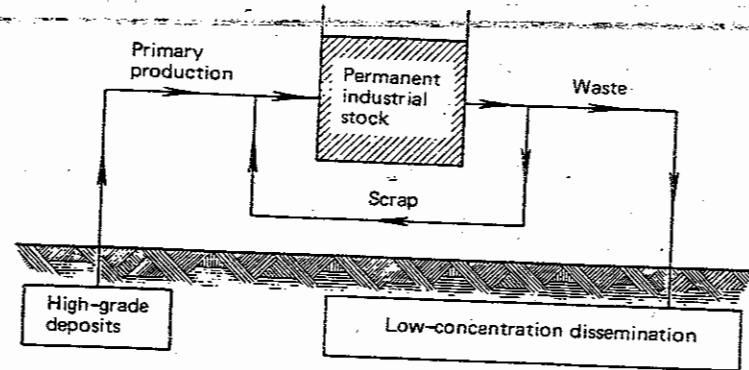 Primary
production
Permanent
industrial
stock
Waste
Scrap
High-grade
deposits
Low-concentration dissemination